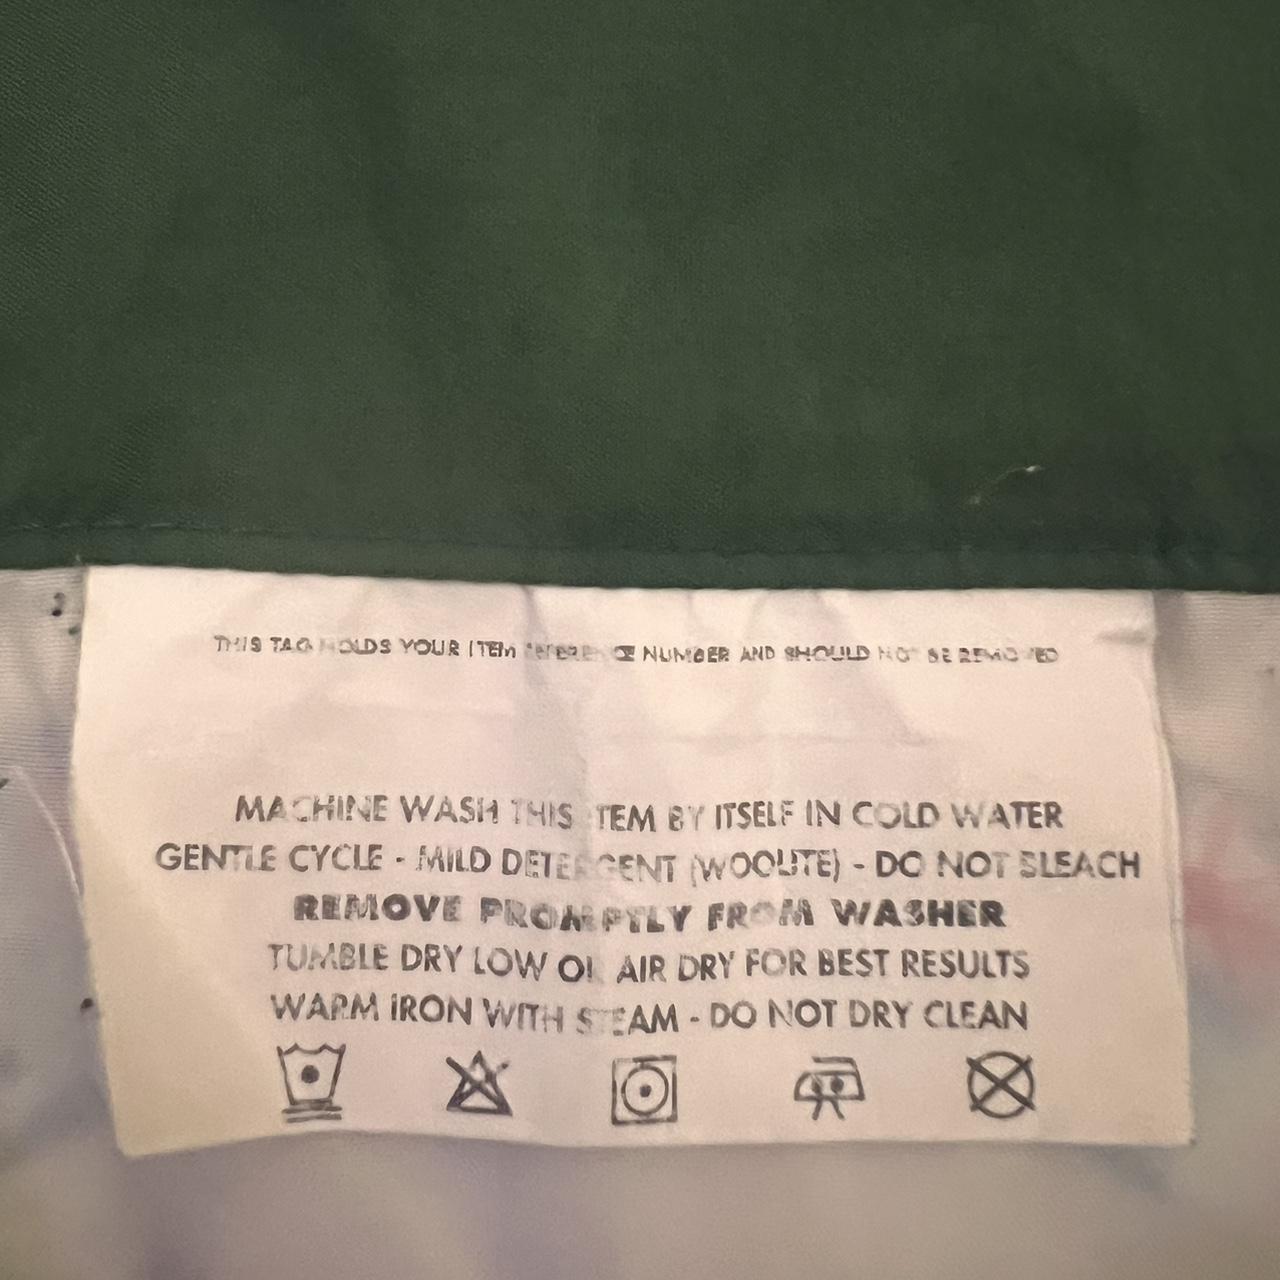 THIS TAG HOLDS YOUR ITEM REFERENCE NUMBER AND SHOULD NOT BE REMOVED
MACHINE WASH THIS ITEM BY ITSELF IN COLD WATER
GENTLE CYCLE - MILD DETERGENT (WOOLITE) - DO NOT BLEACH
REMOVE PROMPTLY FROM WASHER
TUMBLE DRY LOW OR AIR DRY FOR BEST RESULTS
WARM IRON WITH STEAM - DO NOT DRY CLEAN